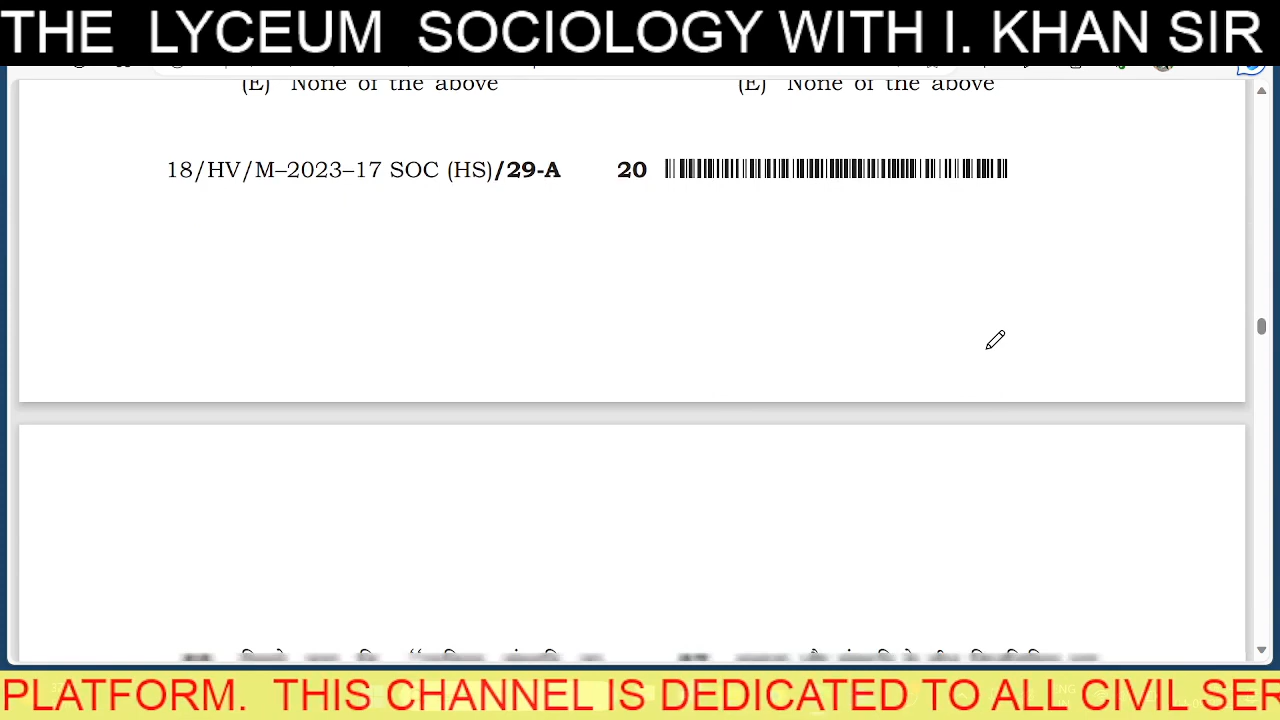 THE LYCEUM SOCIOLOGY WITH I. KHAN SIR
(E) None of the above
(E) None of the above
18/HV/M–2023–17 SOC (HS)/29-A 20
PLATFORM. THIS CHANNEL IS DEDICATED TO ALL CIVIL SER